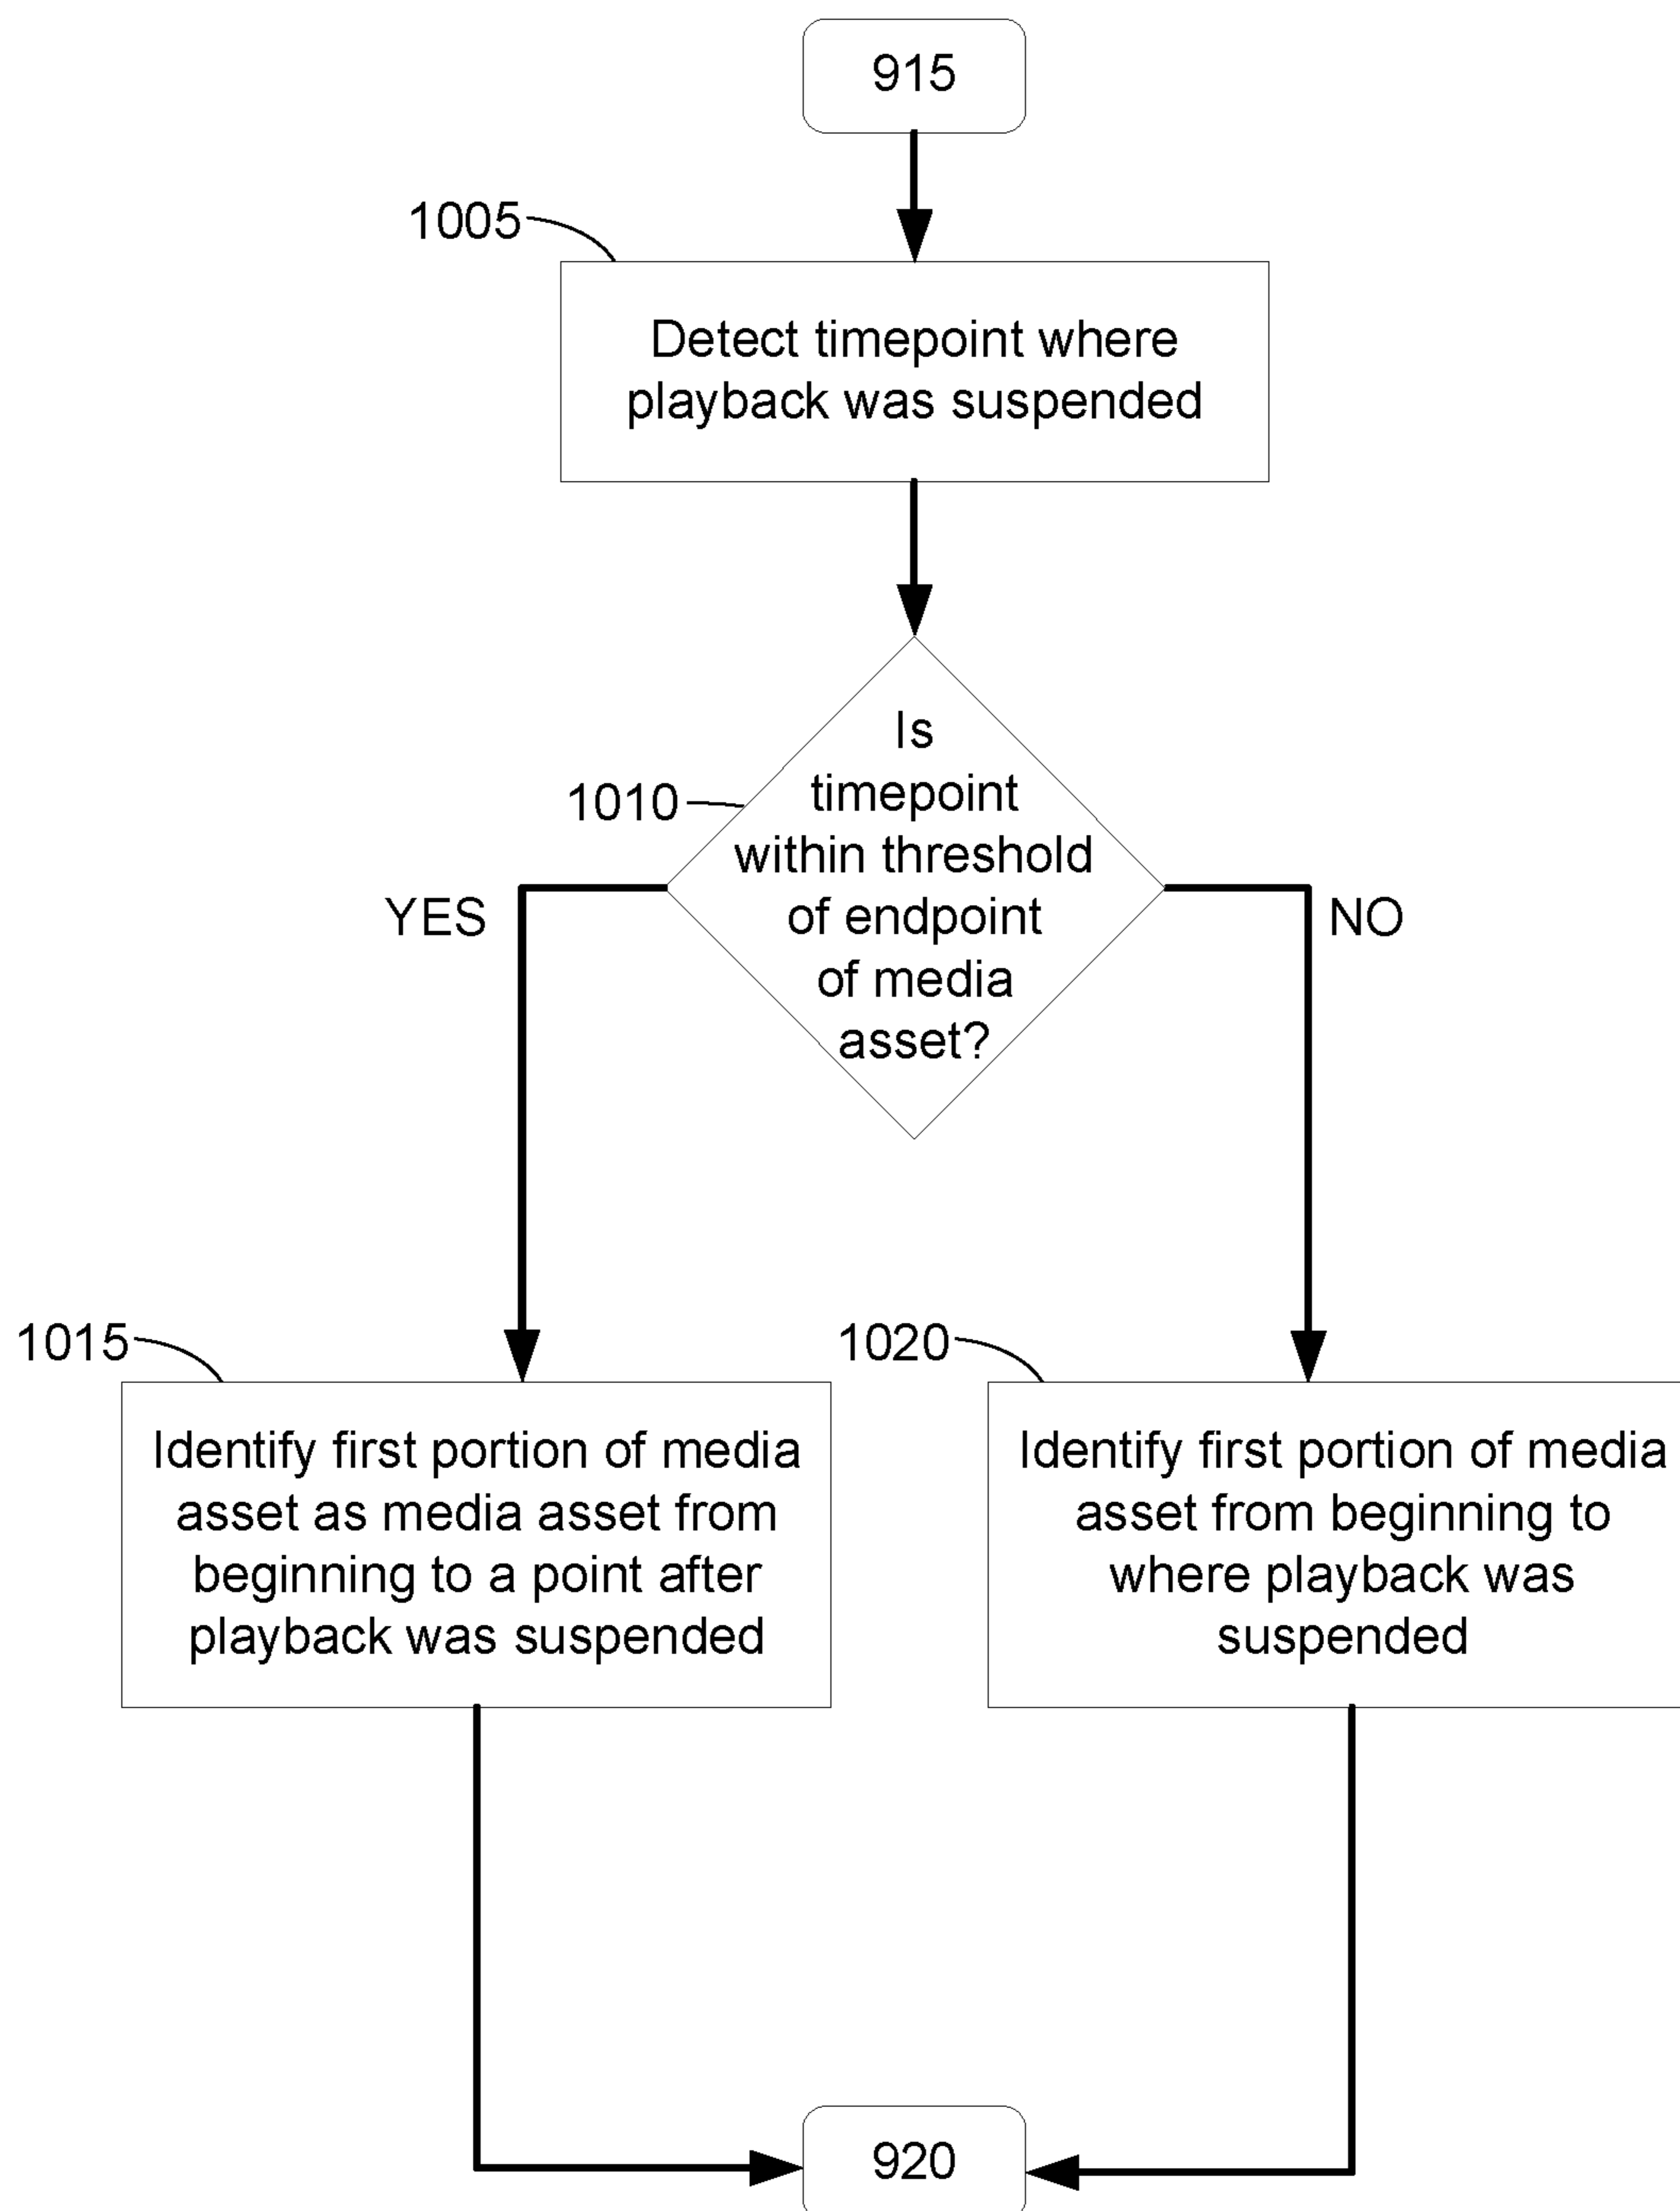 915
1005
Detect timepoint where
playback was suspended
1010
Is
timepoint
within threshold
of endpoint
of media
asset?
YES
NO
1015
Identify first portion of media
asset as media asset from
beginning to a point after
playback was suspended
1020
Identify first portion of media
asset from beginning to
where playback was
suspended
920